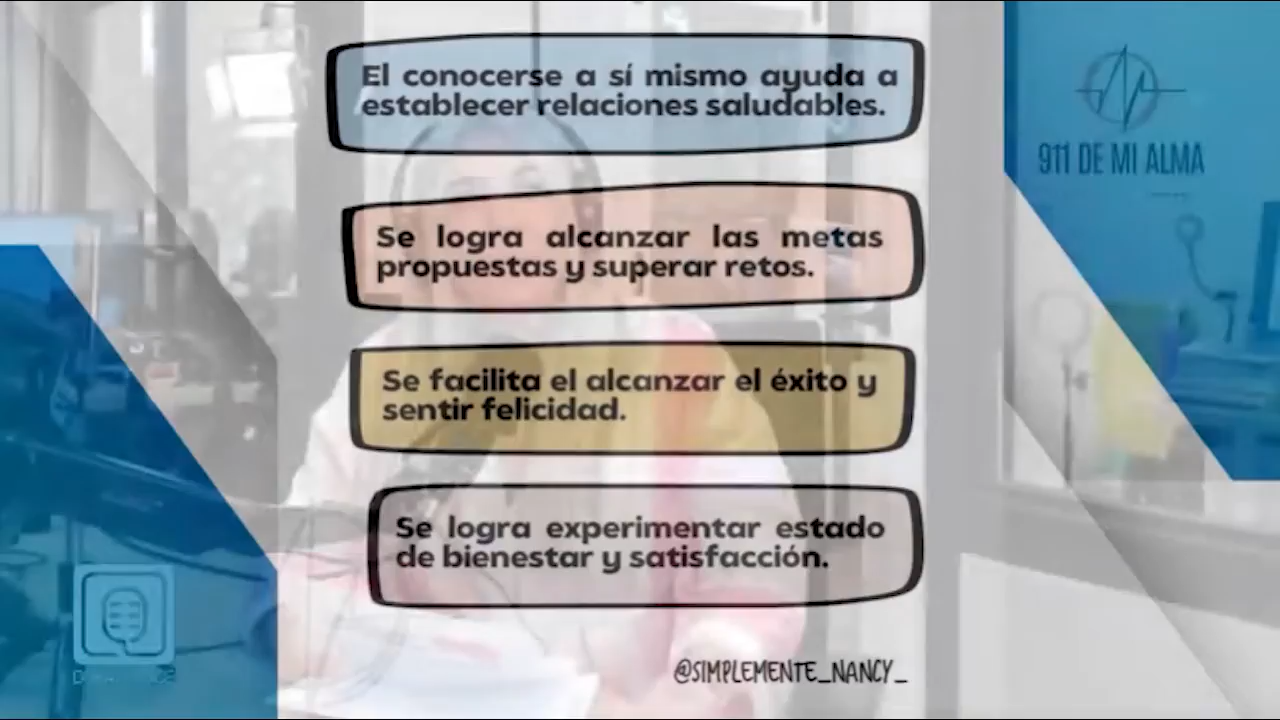 El conocerse a sí mismo ayuda a
establecer relaciones saludables.
911 DE MI ALMA
Se logra alcanzar las metas
propuestas y superar retos.
Se facilita el alcanzar el éxito y
sentir felicidad.
Se logra experimentar estado
de bienestar y satisfacción.
@SIMPLEMENTE_NANCY_